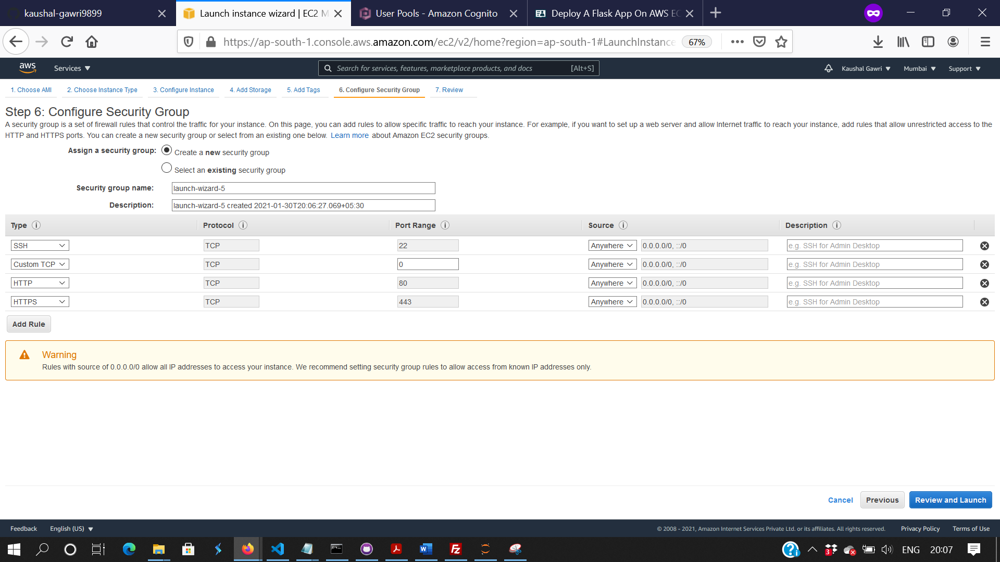 kaushal-gawri9899
Launch instance wizard | EC2 M
User Pools - Amazon Cognito
Deploy A Flask App On AWS EC
https://ap-south-1.console.aws.amazon.com/ec2/v2/home?region=ap-south-1#LaunchInstance
67%
aws
Services
Search for services, features, marketplace products, and docs
[Alt+S]
Kaushal Gawri
Mumbai
Support
1. Choose AMI
2. Choose Instance Type
3. Configure Instance
4. Add Storage
5. Add Tags
6. Configure Security Group
7. Review
Step 6: Configure Security Group
A security group is a set of firewall rules that control the traffic for your instance. On this page, you can add rules to allow specific traffic to reach your instance. For example, if you want to set up a web server and allow Internet traffic to reach your instance, add rules that allow unrestricted access to the
HTTP and HTTPS ports. You can create a new security group or select from an existing one below. Learn more about Amazon EC2 security groups.
Assign a security group:
Create a new security group
Select an existing security group
Security group name:
launch-wizard-5
Description:
launch-wizard-5 created 2021-01-30T20:06:27.069+05:30
Type i Protocol i Port Range i Source i Description i
SSH TCP 22 Anywhere 0.0.0.0/0, ::/0 e.g. SSH for Admin Desktop
Custom TCP TCP 0 Anywhere 0.0.0.0/0, ::/0 e.g. SSH for Admin Desktop
HTTP TCP 80 Anywhere 0.0.0.0/0, ::/0 e.g. SSH for Admin Desktop
HTTPS TCP 443 Anywhere 0.0.0.0/0, ::/0 e.g. SSH for Admin Desktop
Add Rule
Warning
Rules with source of 0.0.0.0/0 allow all IP addresses to access your instance. We recommend setting security group rules to allow access from known IP addresses only.
Cancel
Previous
Review and Launch
Feedback
English (US)
© 2008 - 2021, Amazon Internet Services Private Ltd. or its affiliates. All rights reserved.
Privacy Policy
Terms of Use
3
ENG
20:07